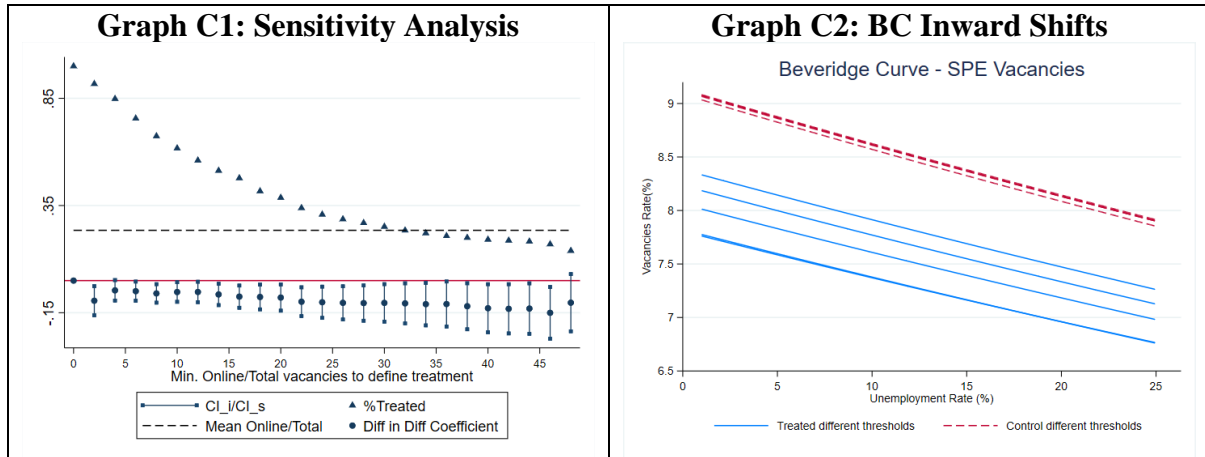 Graph C1: Sensitivity Analysis
.85
.35
-.15
0 5 10 15 20 25 30 35 40 45
Min. Online/Total vacancies to define treatment
CI_i/CI_s
%Treated
Mean Online/Total
Diff in Diff Coefficient
Graph C2: BC Inward Shifts
Beveridge Curve - SPE Vacancies
Vacancies Rate(%)
9
8.5
8
7.5
7
6.5
0 5 10 15 20 25
Unemployment Rate (%)
Treated different thresholds
Control different thresholds